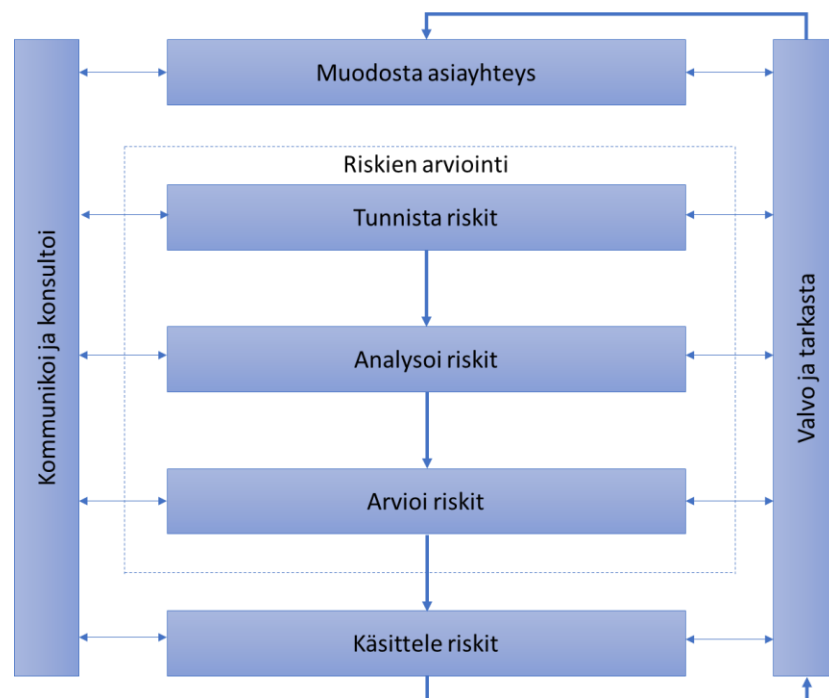 Muodosta asiayhteys
Riskien arviointi
Tunnista riskit
Analysoi riskit
Arvioi riskit
Käsittele riskit
Kommunikoi ja konsultoi
Valvo ja tarkasta